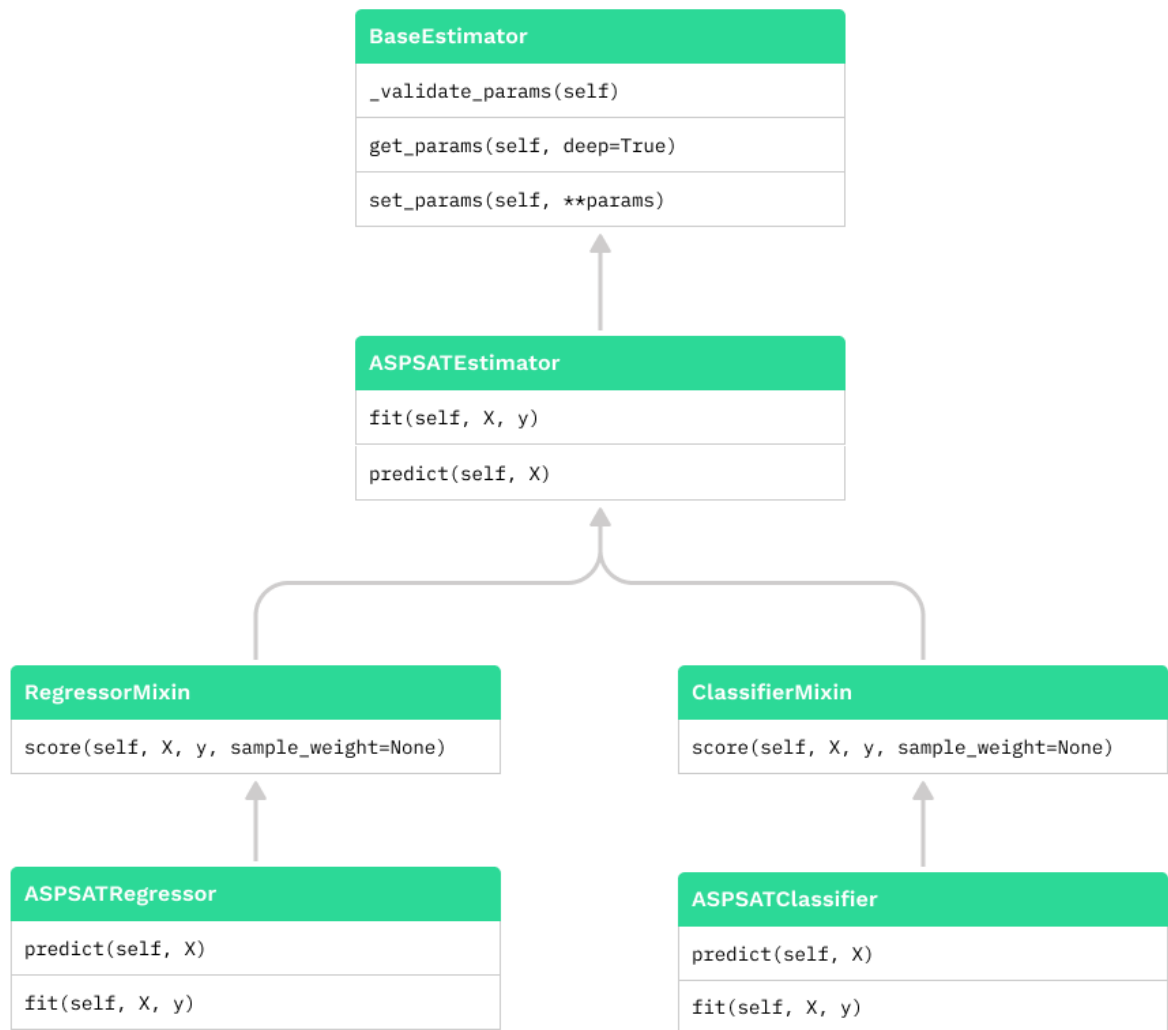 BaseEstimator
_validate_params(self)
get_params(self, deep=True)
set_params(self, **params)
ASPSATEstimator
fit(self, X, y)
predict(self, X)
RegressorMixin
score(self, X, y, sample_weight=None)
ClassifierMixin
score(self, X, y, sample_weight=None)
ASPSATRegressor
predict(self, X)
fit(self, X, y)
ASPSATClassifier
predict(self, X)
fit(self, X, y)